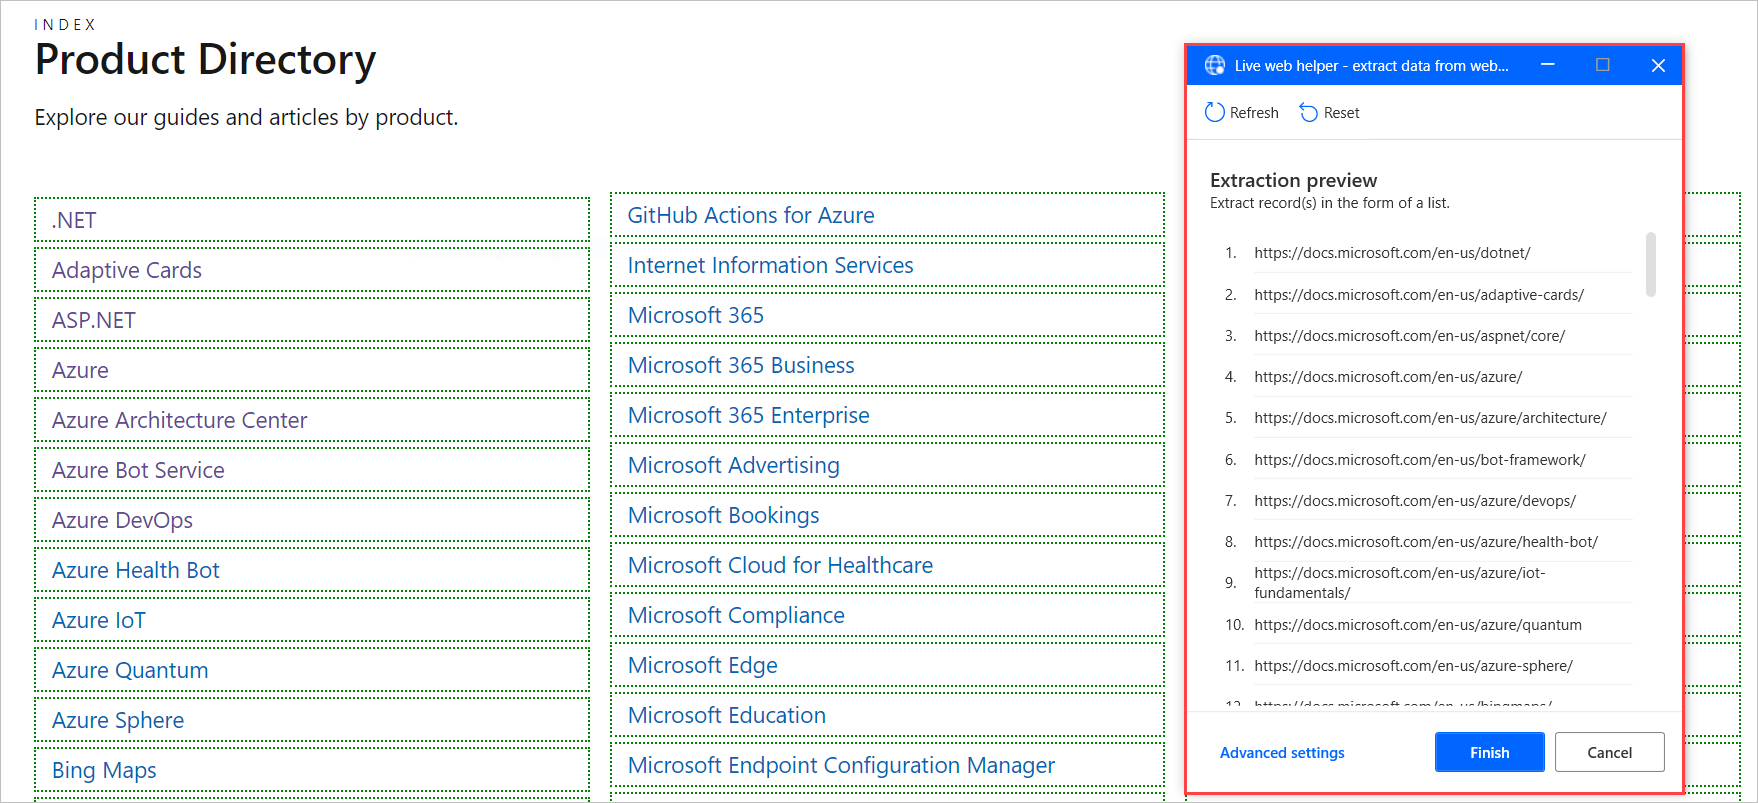 INDEX
Product Directory
Explore our guides and articles by product.
.NET
Adaptive Cards
ASP.NET
Azure
Azure Architecture Center
Azure Bot Service
Azure DevOps
Azure Health Bot
Azure IoT
Azure Quantum
Azure Sphere
Bing Maps
GitHub Actions for Azure
Internet Information Services
Microsoft 365
Microsoft 365 Business
Microsoft 365 Enterprise
Microsoft Advertising
Microsoft Bookings
Microsoft Cloud for Healthcare
Microsoft Compliance
Microsoft Edge
Microsoft Education
Microsoft Endpoint Configuration Manager
Live web helper - extract data from web...
Refresh Reset
Extraction preview
Extract record(s) in the form of a list.
1. https://docs.microsoft.com/en-us/dotnet/
2. https://docs.microsoft.com/en-us/adaptive-cards/
3. https://docs.microsoft.com/en-us/aspnet/core/
4. https://docs.microsoft.com/en-us/azure/
5. https://docs.microsoft.com/en-us/azure/architecture/
6. https://docs.microsoft.com/en-us/bot-framework/
7. https://docs.microsoft.com/en-us/azure/devops/
8. https://docs.microsoft.com/en-us/azure/health-bot/
9. https://docs.microsoft.com/en-us/azure/iot-
fundamentals/
10. https://docs.microsoft.com/en-us/azure/quantum
11. https://docs.microsoft.com/en-us/azure-sphere/
12. https://docs.microsoft.com/en-us/bingmaps/
Advanced settings Finish Cancel